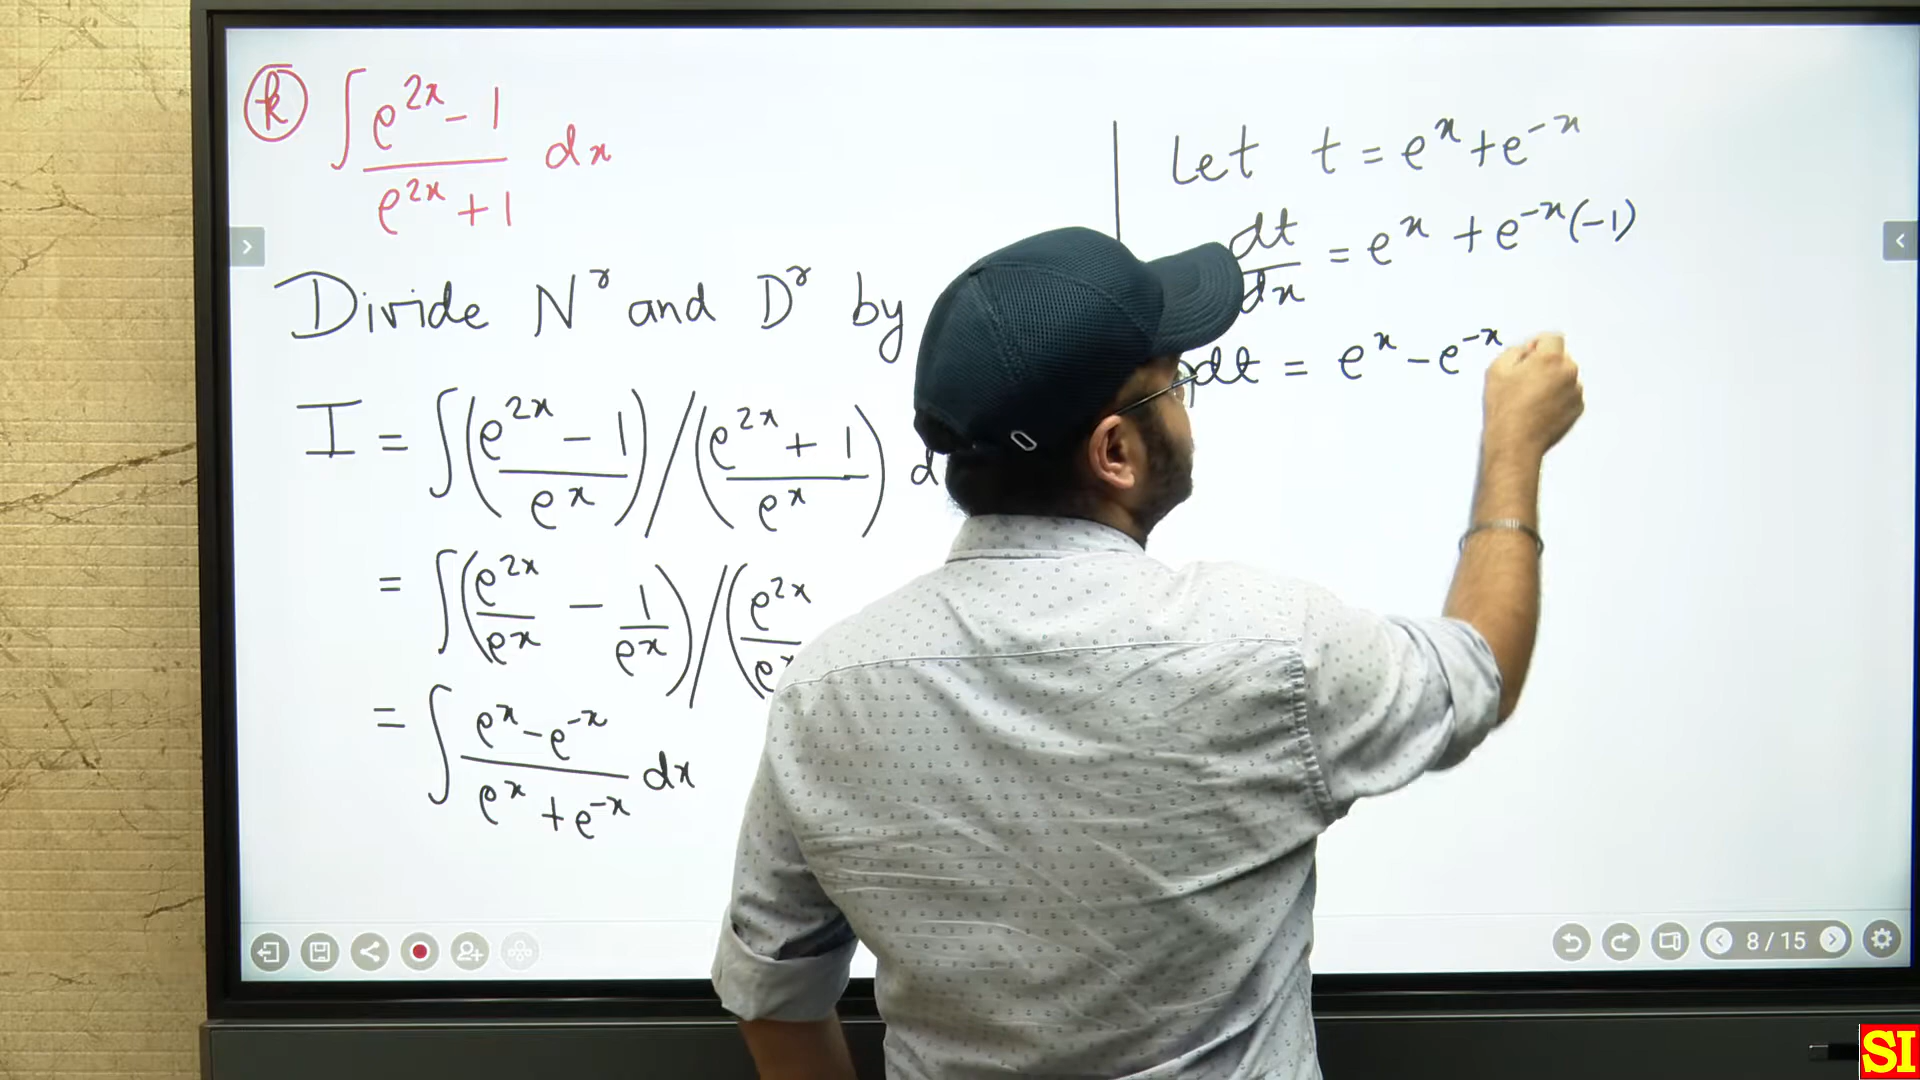 (k) ∫ (e^{2x} - 1)/(e^{2x} + 1) dx
Divide N^r and D^r by
I = ∫ ((e^{2x} - 1)/e^x) / ((e^{2x} + 1)/e^x) d
= ∫ (e^{2x}/e^x - 1/e^x) / (e^{2x}/e^x
= ∫ (e^x - e^{-x})/(e^x + e^{-x}) dx
Let t = e^x + e^{-x}
dt/dx = e^x + e^{-x}(-1)
dt = e^x - e^{-x}
8 / 15
SI